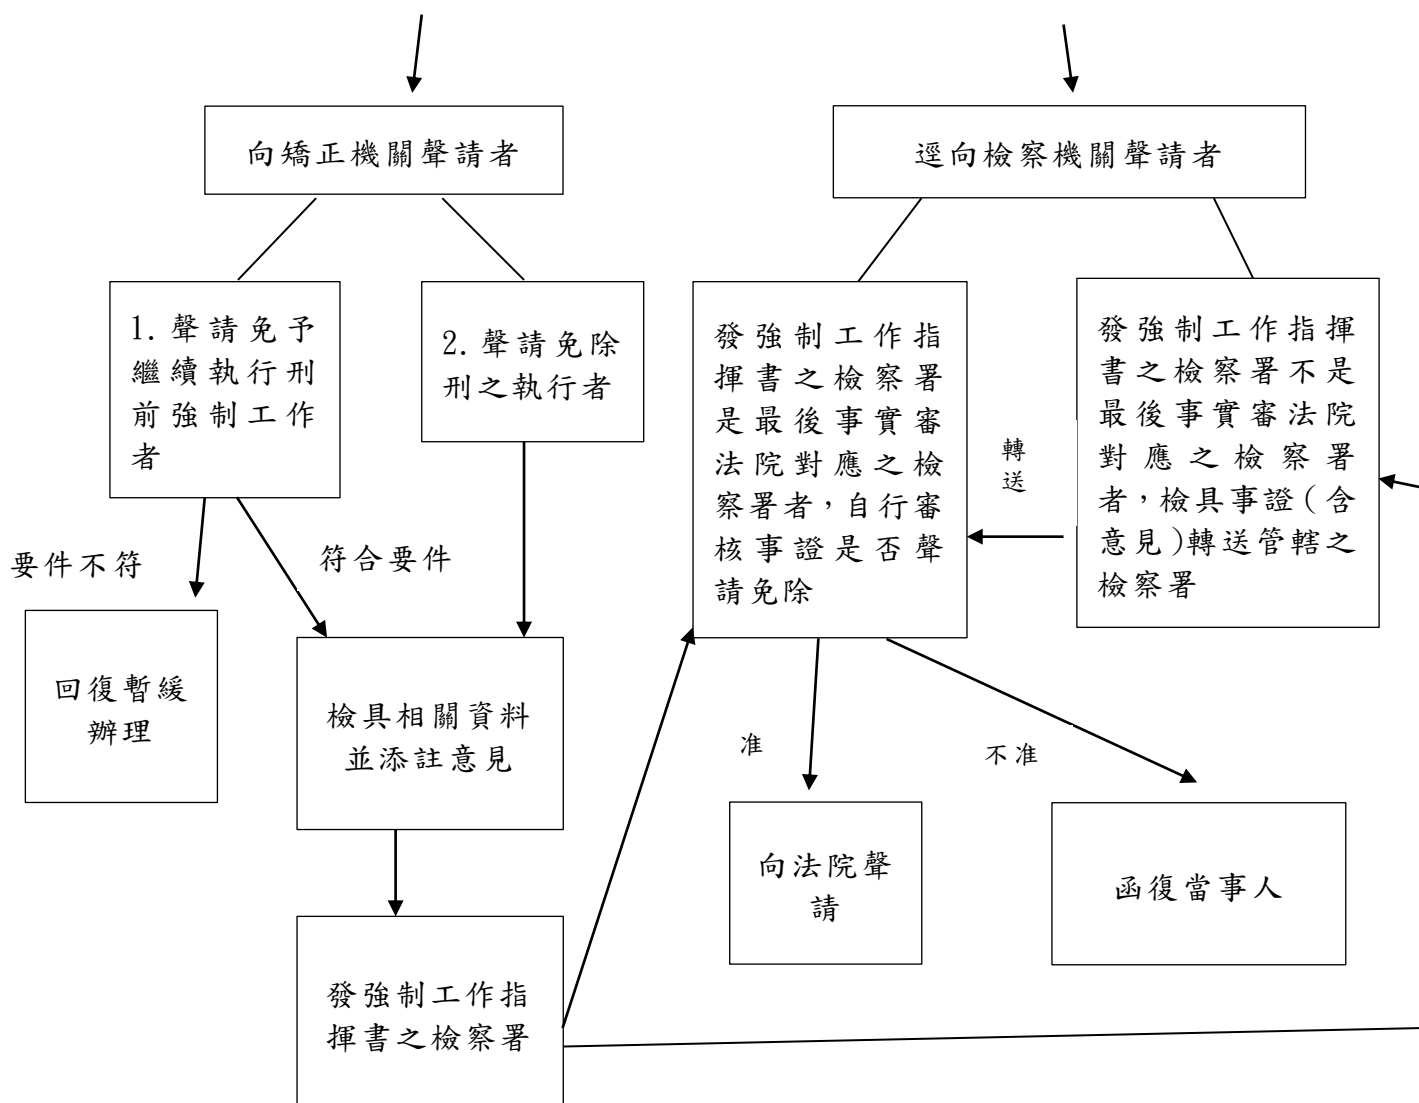 向矯正機關聲請者
逕向檢察機關聲請者
1. 聲請免予
繼續執行刑
前強制工作
者
2. 聲請免除
刑之執行者
發強制工作指
揮書之檢察署
是最後事實審
法院對應之檢
察署者，自行審
核事證是否聲
請免除
發強制工作指揮
書之檢察署不是
最後事實審法院
對應之檢察署
者，檢具事證(含
意見)轉送管轄之
檢察署
轉
送
要件不符
符合要件
回復暫緩
辦理
檢具相關資料
並添註意見
准
不准
向法院聲
請
函復當事人
發強制工作指
揮書之檢察署